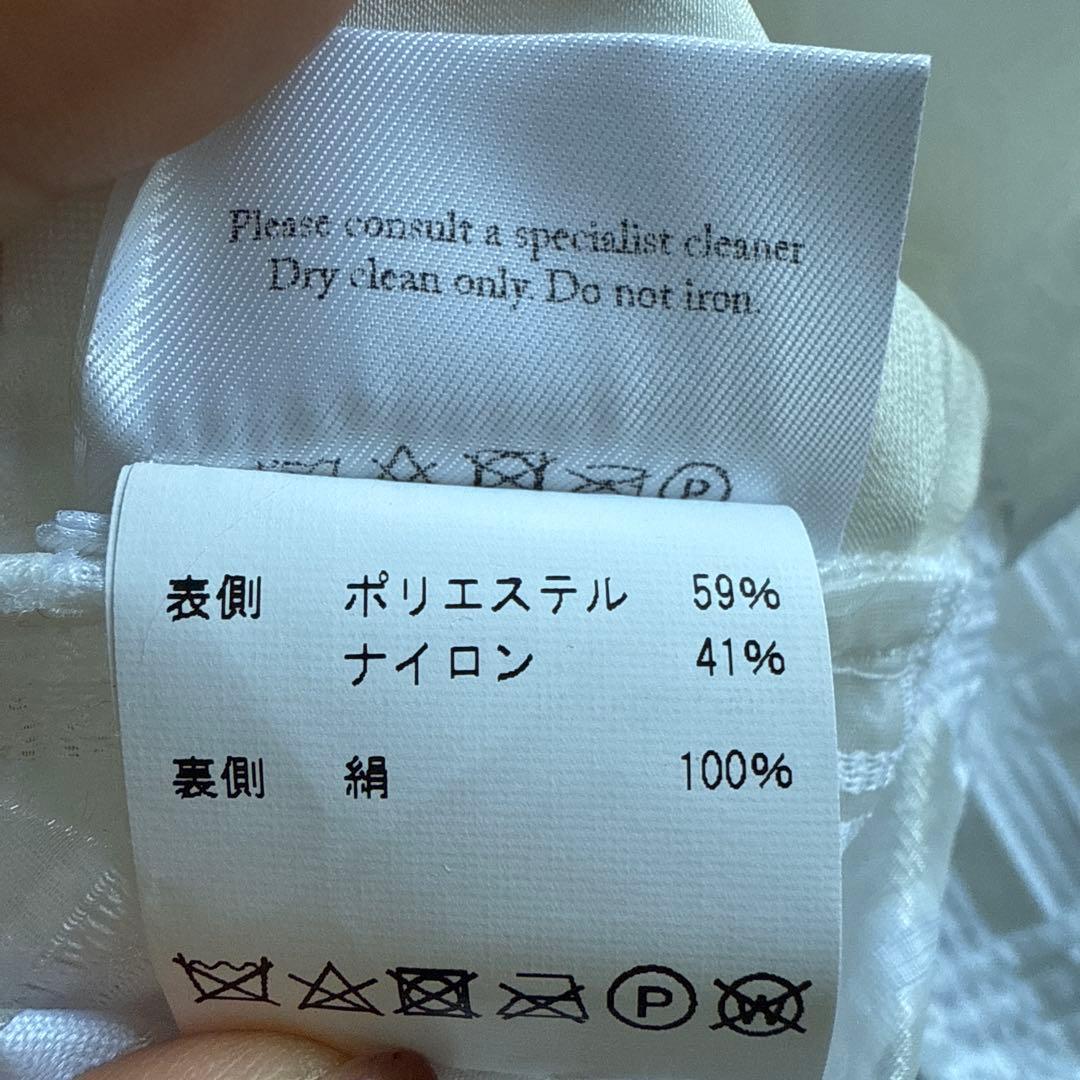 Please consult a specialist cleaner
Dry clean only. Do not iron.
P
表側 ポリエステル 59%
ナイロン 41%
裏側 絹 100%
P W